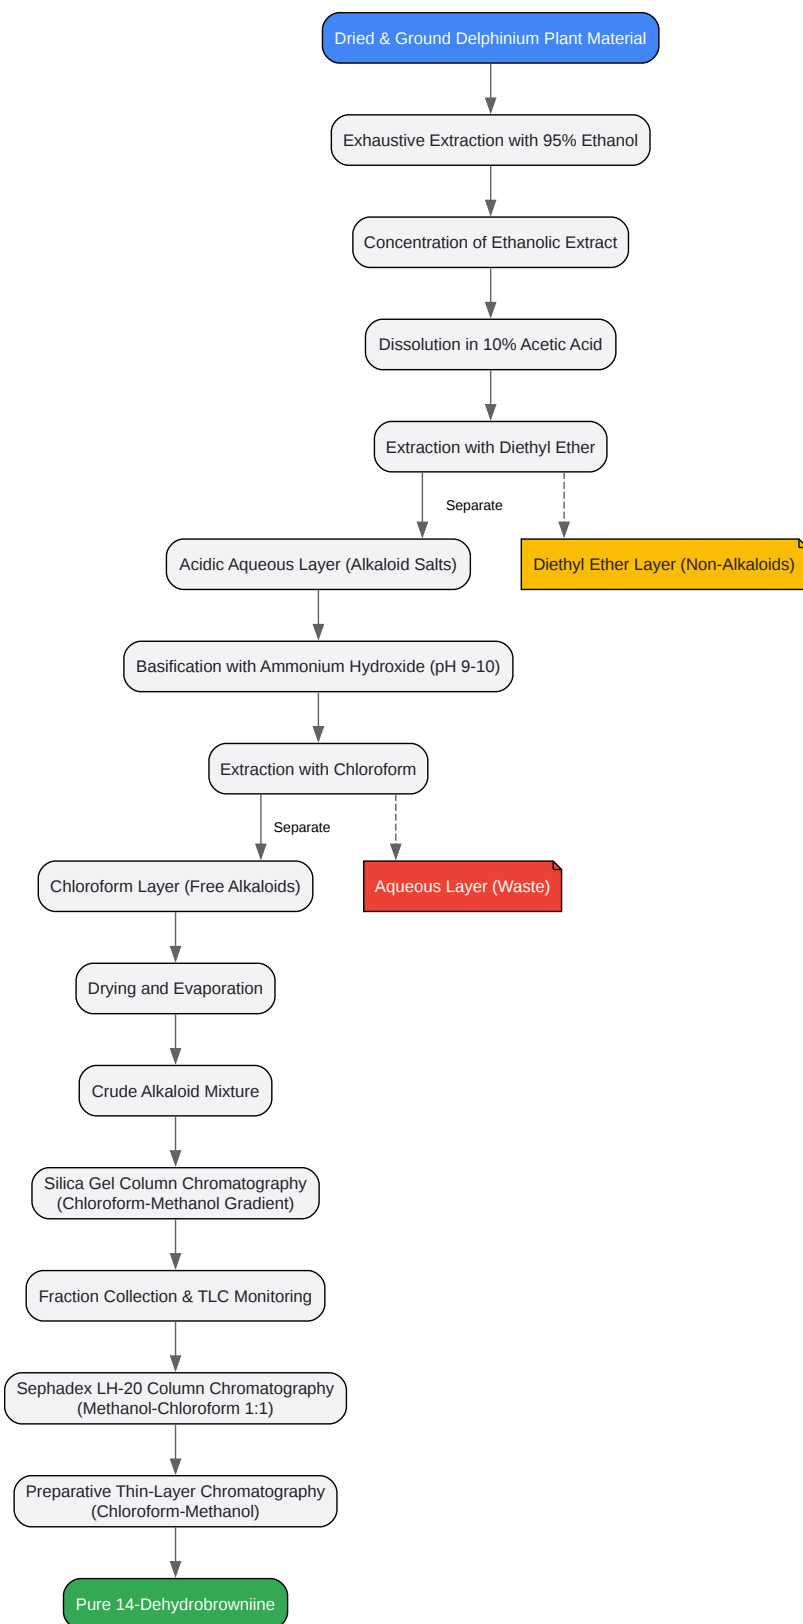 Dried & Ground Delphinium Plant Material
Exhaustive Extraction with 95% Ethanol
Concentration of Ethanolic Extract
Dissolution in 10% Acetic Acid
Extraction with Diethyl Ether
Separate
Acidic Aqueous Layer (Alkaloid Salts)
Diethyl Ether Layer (Non-Alkaloids)
Basification with Ammonium Hydroxide (pH 9-10)
Extraction with Chloroform
Separate
Chloroform Layer (Free Alkaloids)
Aqueous Layer (Waste)
Drying and Evaporation
Crude Alkaloid Mixture
Silica Gel Column Chromatography
(Chloroform-Methanol Gradient)
Fraction Collection & TLC Monitoring
Sephadex LH-20 Column Chromatography
(Methanol-Chloroform 1:1)
Preparative Thin-Layer Chromatography
(Chloroform-Methanol)
Pure 14-Dehydrobrowniine